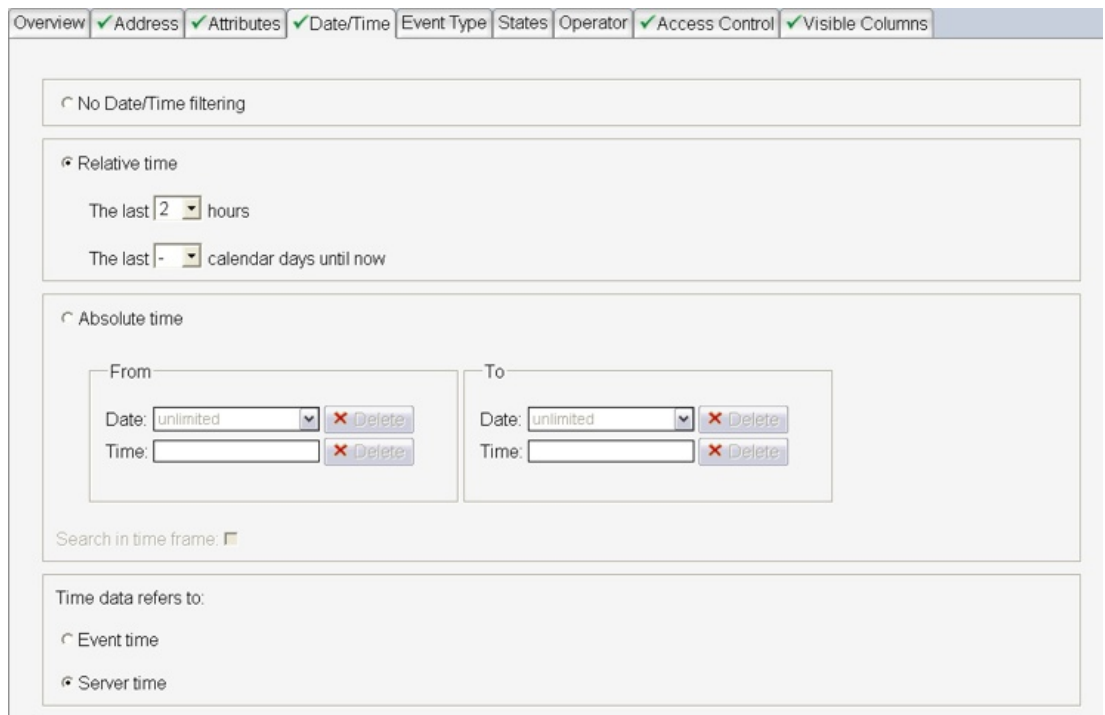 Overview Address Attributes Date/Time Event Type States Operator Access Control Visible Columns
No Date/Time filtering
Relative time
The last 2 hours
The last - calendar days until now
Absolute time
From To
Date: unlimited Delete Date: unlimited Delete
Time: Delete Time: Delete
Search in time frame:
Time data refers to:
Event time
Server time